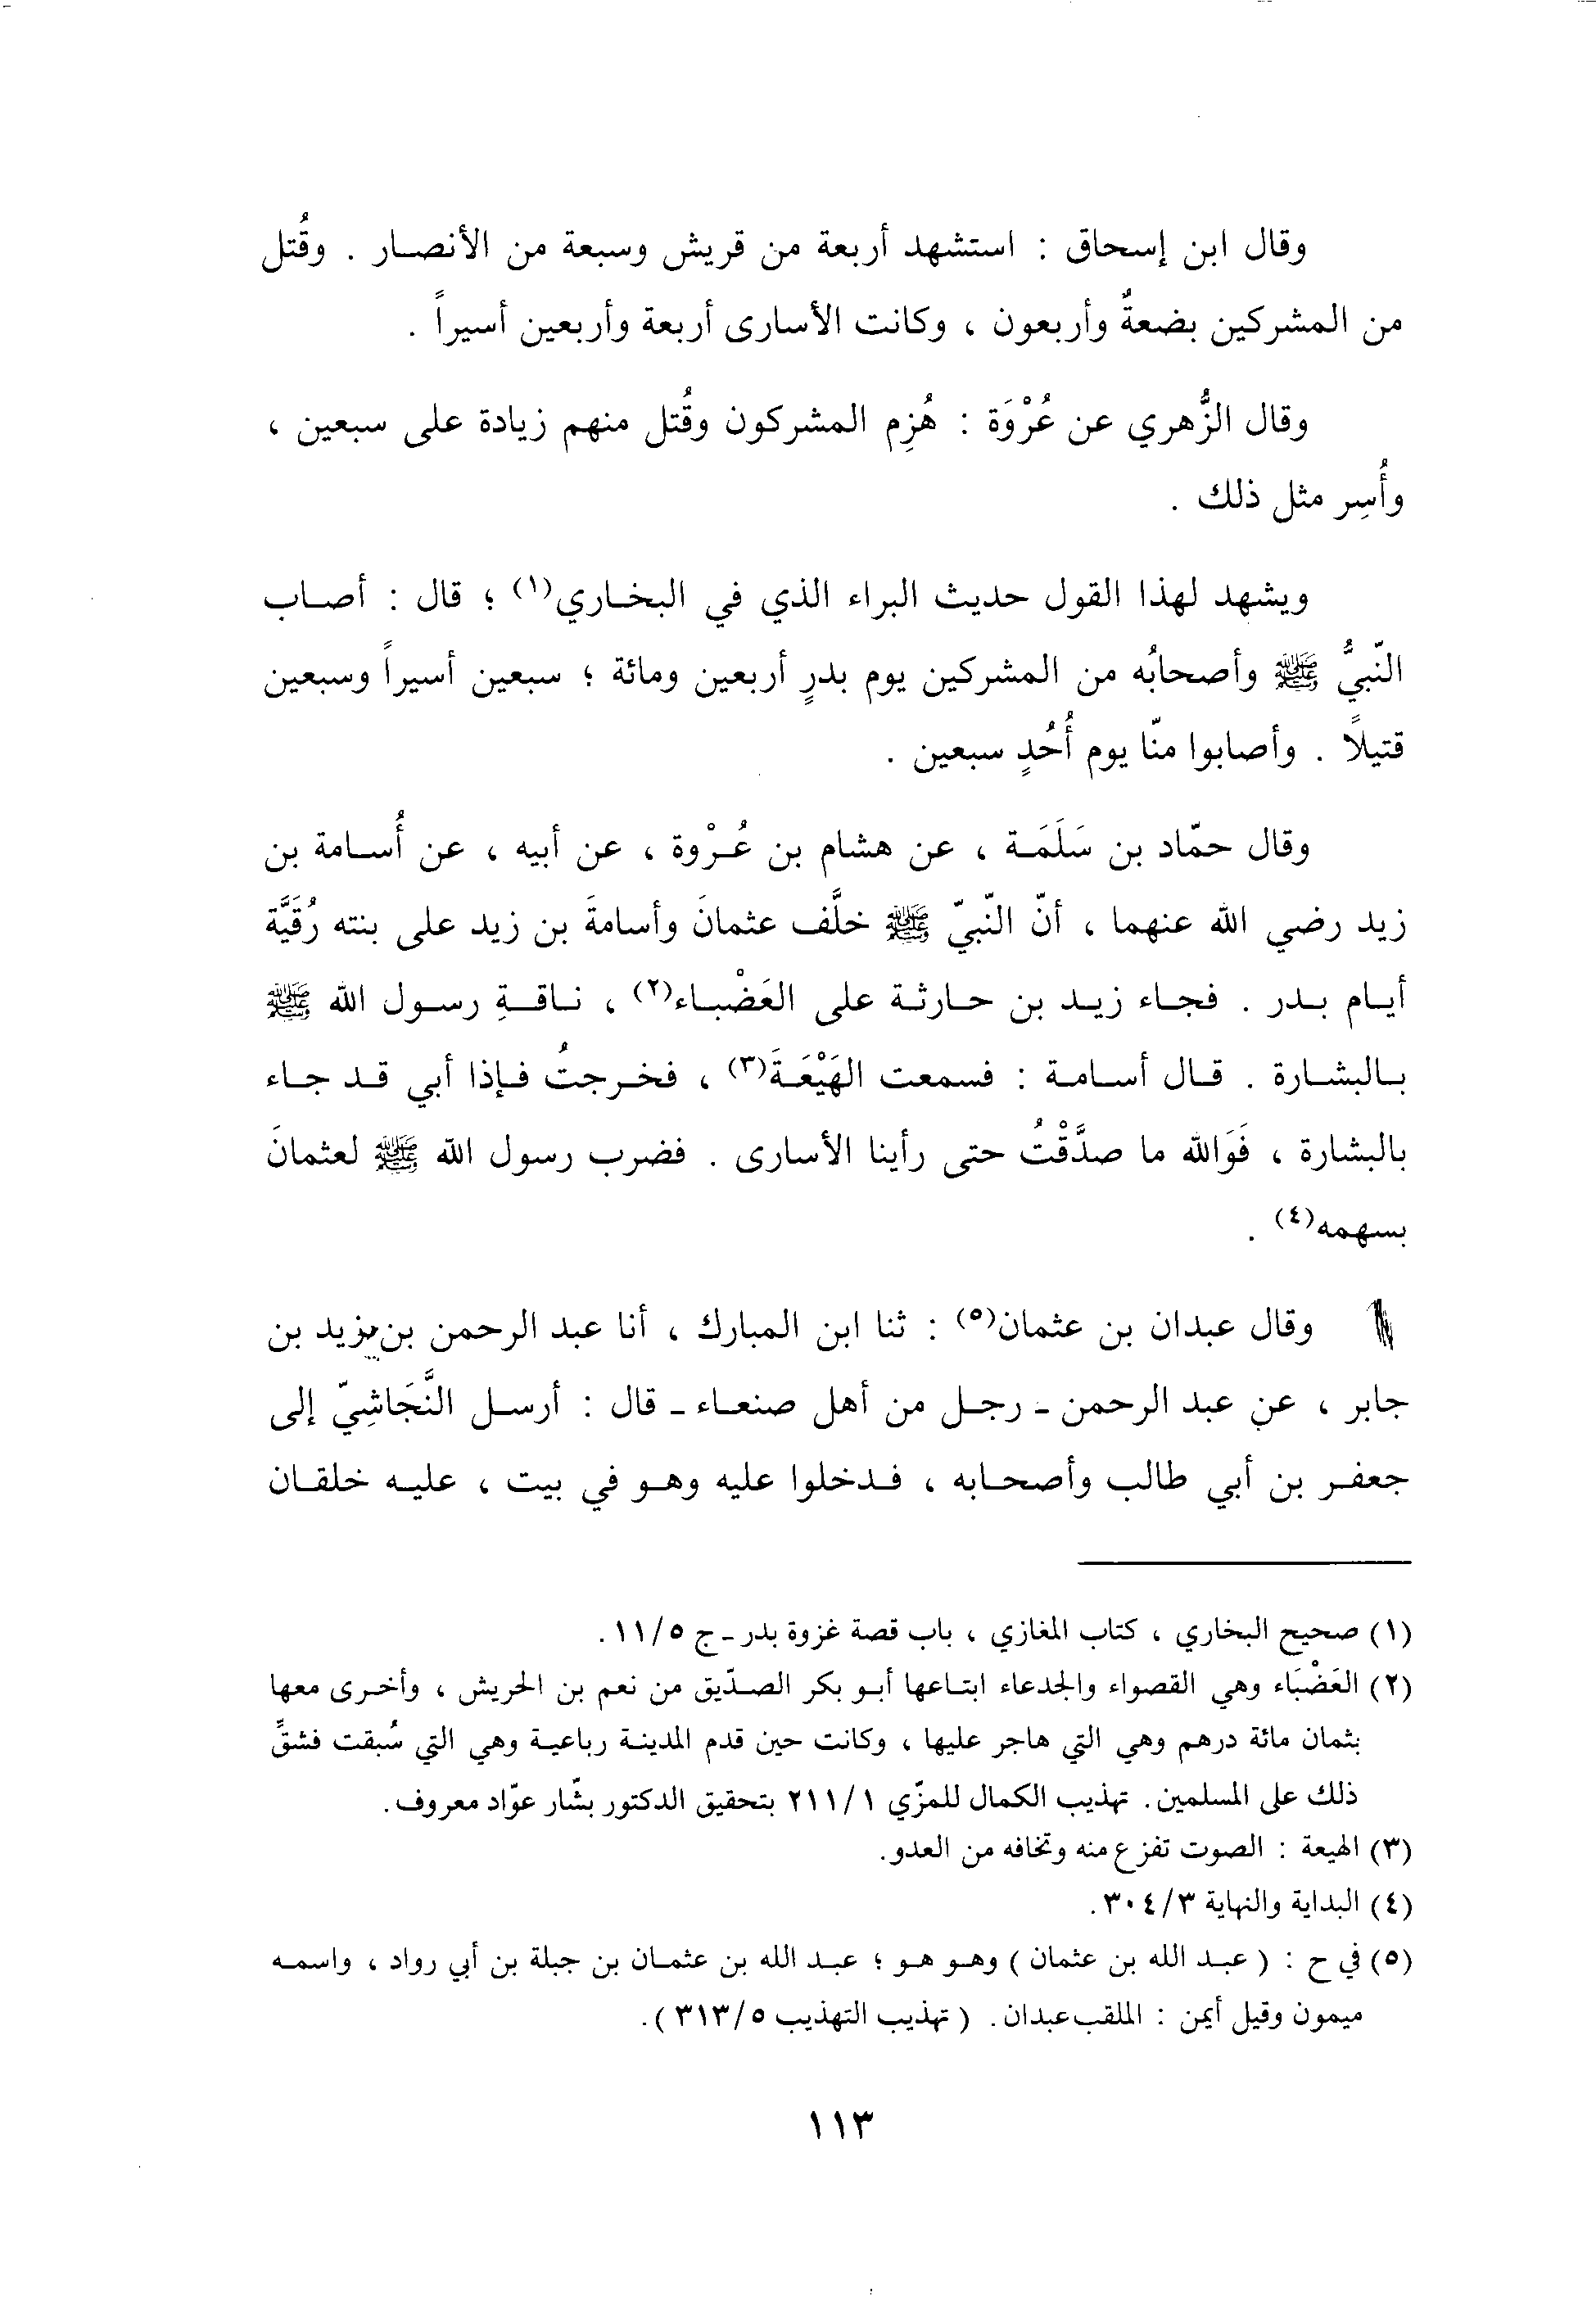 وقال ابن إسحاق : استشهد أربعة من قريش وسبعة من الأنصار . وقُتل
من المشركين بضعةٌ وأربعون ، وكانت الأسارى أربعة وأربعين أسيراً .
وقال الزُّهري عن عُرْوَة : هُزِم المشركون وقُتل منهم زيادة على سبعين ،
وأُسِر مثل ذلك .
ويشهد لهذا القول حديث البراء الذي في البخاري(١) ؛ قال : أصاب
النّبيُّ ﷺ وأصحابُه من المشركين يوم بدرٍ أربعين ومائة ؛ سبعين أسيراً وسبعين
قتيلاً . وأصابوا منّا يوم أُحُدٍ سبعين .
وقال حمّاد بن سَلَمَة ، عن هشام بن عُرْوة ، عن أبيه ، عن أُسامة بن
زيد رضي الله عنهما ، أنّ النّبيّ ﷺ خلَّف عثمانَ وأسامةَ بن زيد على بنته رُقَيَّة
أيام بدر . فجاء زيد بن حارثة على العَضْباء(٢) ، ناقةِ رسول الله ﷺ
بالبشارة . قال أسامة : فسمعت الهَيْعَةَ(٣) ، فخرجتُ فإذا أبي قد جاء
بالبشارة ، فَوَالله ما صدَّقْتُ حتى رأينا الأسارى . فضرب رسول الله ﷺ لعثمانَ
بسهمه(٤) .
وقال عبدان بن عثمان(٥) : ثنا ابن المبارك ، أنا عبد الرحمن بن يزيد بن
جابر ، عن عبد الرحمن - رجل من أهل صنعاء - قال : أرسل النَّجَاشِيّ إلى
جعفر بن أبي طالب وأصحابه ، فدخلوا عليه وهو في بيت ، عليه خلقان
(١) صحيح البخاري ، كتاب المغازي ، باب قصة غزوة بدر - ج ٥/١١.
(٢) العَضْبَاء وهي القصواء والجدعاء ابتاعها أبو بكر الصدّيق من نعم بن الحريش ، وأخرى معها
بثمان مائة درهم وهي التي هاجر عليها ، وكانت حين قدم المدينة رباعية وهي التي سُبقت فشقَّ
ذلك على المسلمين. تهذيب الكمال للمزّي ١/٢١١ بتحقيق الدكتور بشّار عوّاد معروف.
(٣) الهيعة : الصوت تفزع منه وتخافه من العدو.
(٤) البداية والنهاية ٣/٣٠٤.
(٥) في ح : (عبد الله بن عثمان) وهو هو ؛ عبد الله بن عثمان بن جبلة بن أبي رواد ، واسمه
ميمون وقيل أيمن : الملقب عبدان. (تهذيب التهذيب ٥/٣١٣).
١١٣